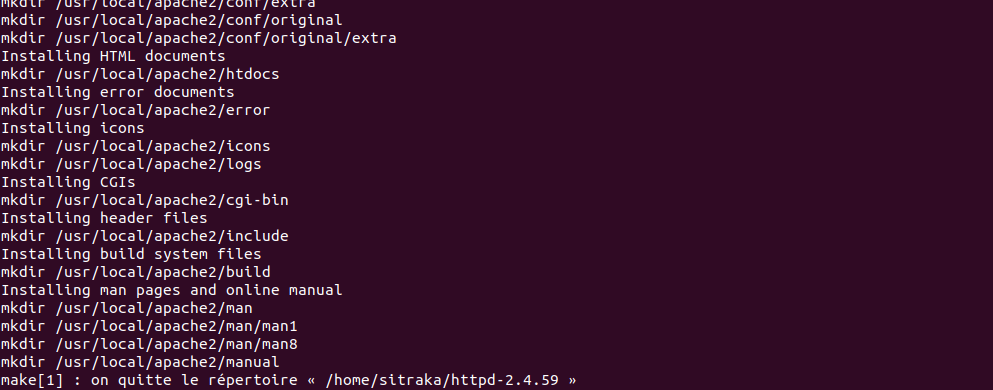 mkdir /usr/local/apache2/conf/extra
mkdir /usr/local/apache2/conf/original
mkdir /usr/local/apache2/conf/original/extra
Installing HTML documents
mkdir /usr/local/apache2/htdocs
Installing error documents
mkdir /usr/local/apache2/error
Installing icons
mkdir /usr/local/apache2/icons
mkdir /usr/local/apache2/logs
Installing CGIs
mkdir /usr/local/apache2/cgi-bin
Installing header files
mkdir /usr/local/apache2/include
Installing build system files
mkdir /usr/local/apache2/build
Installing man pages and online manual
mkdir /usr/local/apache2/man
mkdir /usr/local/apache2/man/man1
mkdir /usr/local/apache2/man/man8
mkdir /usr/local/apache2/manual
make[1] : on quitte le répertoire « /home/sitraka/httpd-2.4.59 »